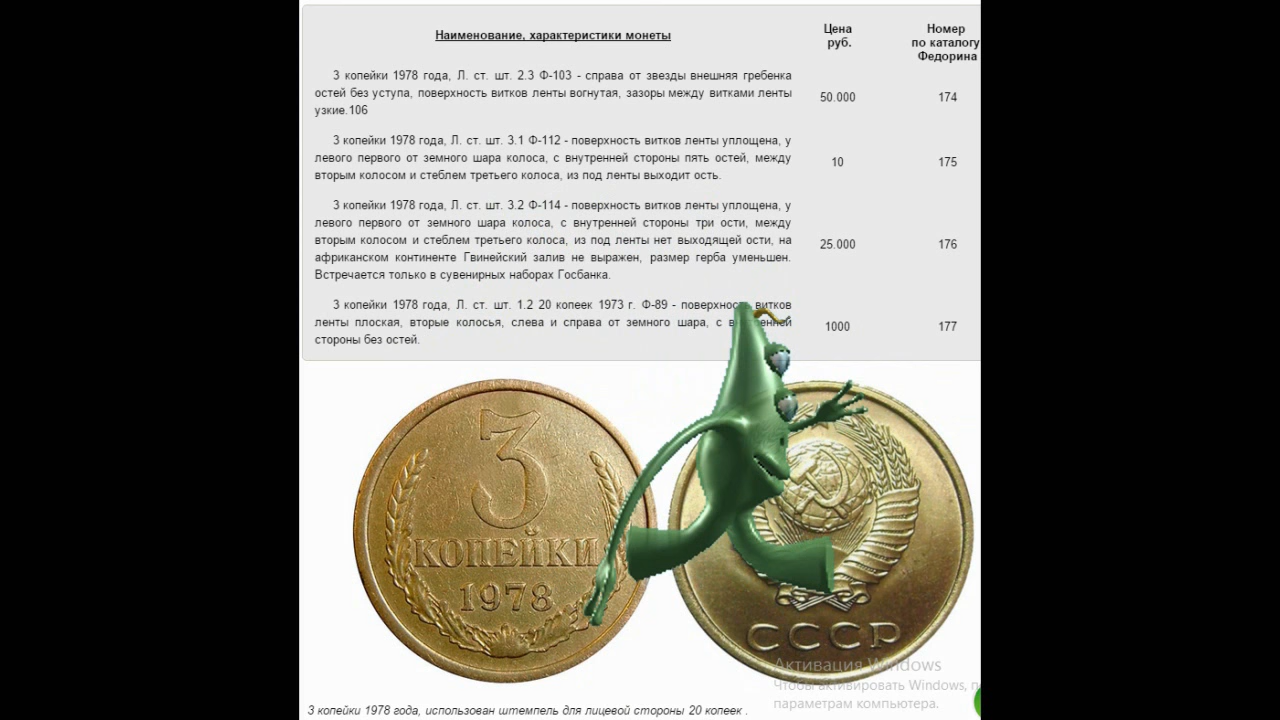 Наименование, характеристики монеты
Цена
руб.
Номер
по каталогу
Федорина
3 копейки 1978 года, Л. ст. шт. 2.3 Ф-103 - справа от звезды внешняя гребенка
остей без уступа, поверхность витков ленты вогнутая, зазоры между витками ленты
узкие.106
50.000
174
3 копейки 1978 года, Л. ст. шт. 3.1 Ф-112 - поверхность витков ленты уплощена, у
левого первого от земного шара колоса, с внутренней стороны пять остей, между
вторым колосом и стеблем третьего колоса, из под ленты выходит ость.
10
175
3 копейки 1978 года, Л. ст. шт. 3.2 Ф-114 - поверхность витков ленты уплощена, у
левого первого от земного шара колоса, с внутренней стороны три ости, между
вторым колосом и стеблем третьего колоса, из под ленты нет выходящей ости, на
африканском континенте Гвинейский залив не выражен, размер герба уменьшен.
Встречается только в сувенирных наборах Госбанка.
25.000
176
3 копейки 1978 года, Л. ст. шт. 1.2 20 копеек 1973 г. Ф-89 - поверхность витков
ленты плоская, вторые колосья, слева и справа от земного шара, с внутренней
стороны без остей.
1000
177
3
КОПЕЙКИ
1978
СССР
Активация Windows
Чтобы активировать Windows,
параметрам компьютера.
3 копейки 1978 года, использован штемпель для лицевой стороны 20 копеек .